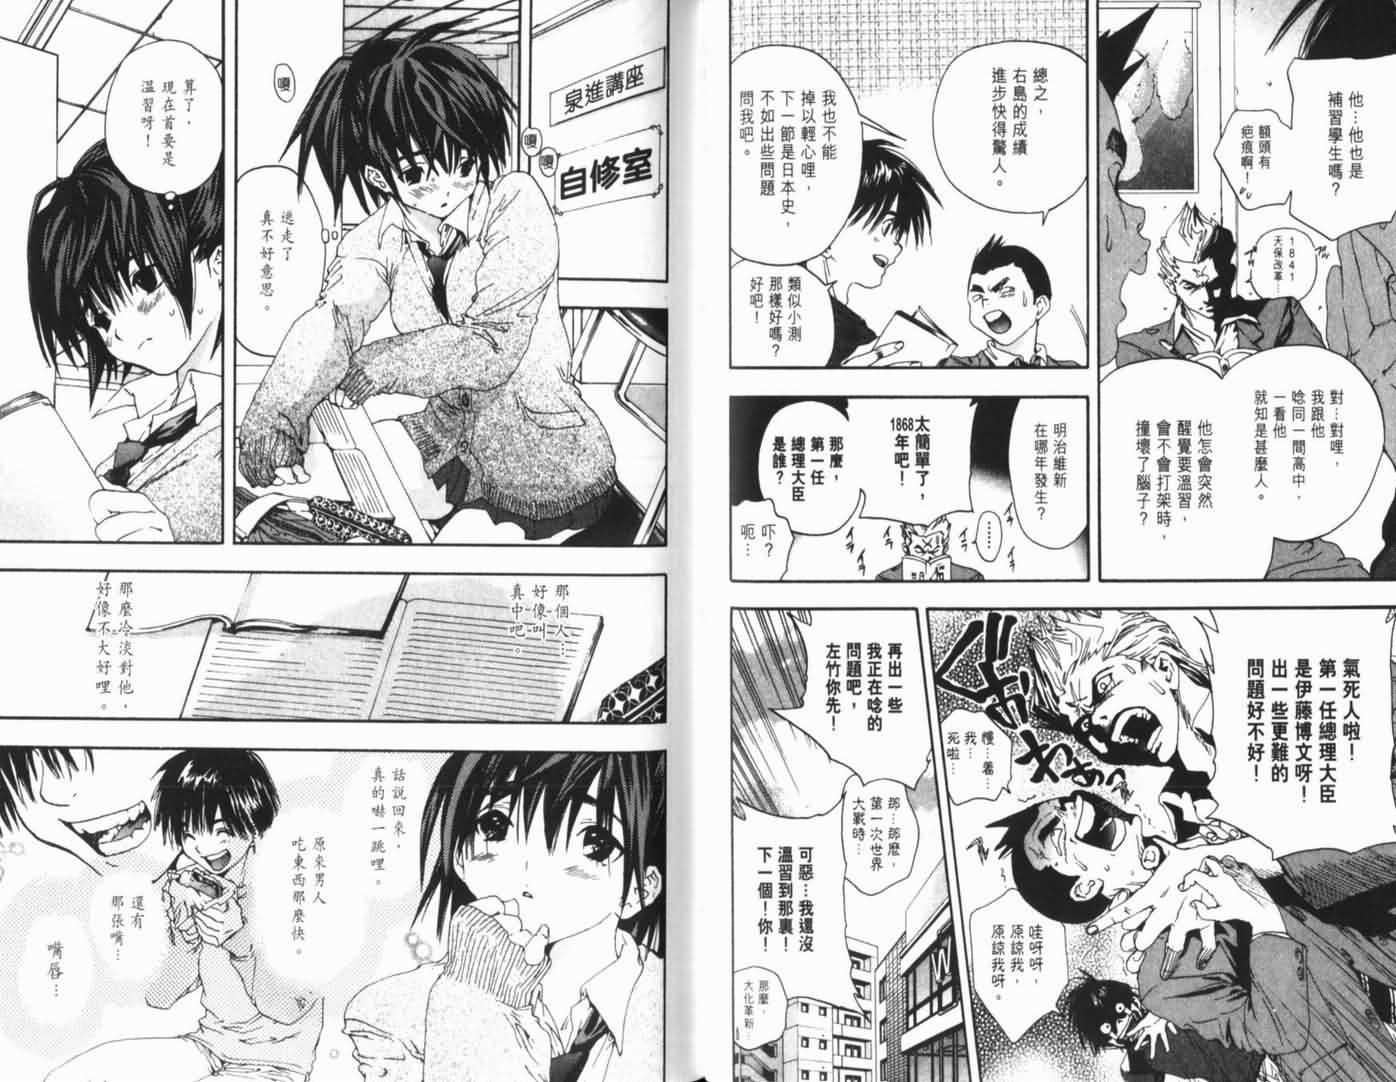 他…他也是
補習學生嗎？
額頭有
疤痕啊！
1841
天保改革…
對…對哩，
我跟他
唸同一間高中，
一看他
就知是甚麼人。
他怎會突然
醒覺要溫習，
會不會打架時，
撞壞了腦子？
總之，
右島的成績
進步快得驚人。
我也不能
掉以輕心哩，
下一節是日本史，
不如出些問題
問我吧。
類似小測
那樣好嗎？
好吧！
明治維新
在哪年發生？
……
太簡單了，
1868
年吧！
那麼，
第一任
總理大臣
是誰？
吓？
呃…
氣死人啦！
第一任總理大臣
是伊藤博文呀！
出一些更難的
問題好不好！
我…
死啦…
哇呀呀，
原諒我，
原諒我呀。
再出一些
我正在唸的
問題吧，
左竹你先！
那…那麼，
第一次世界
大戰時…
可惡…我還沒
溫習到那裏！
下一個！你！
那麼，
大化革新
W
泉進講座
自修室
嗄
嗄
嗄
逃走了
真不好意思。
算了，
現在首要是
溫習呀！
那個人…
好像叫
真中吧。
那麼冷淡對他，
好像不大好哩。
話說回來，
真的嚇一跳哩。
原來男人
吃東西那麼快。
還有
那張嘴…
嘴唇…